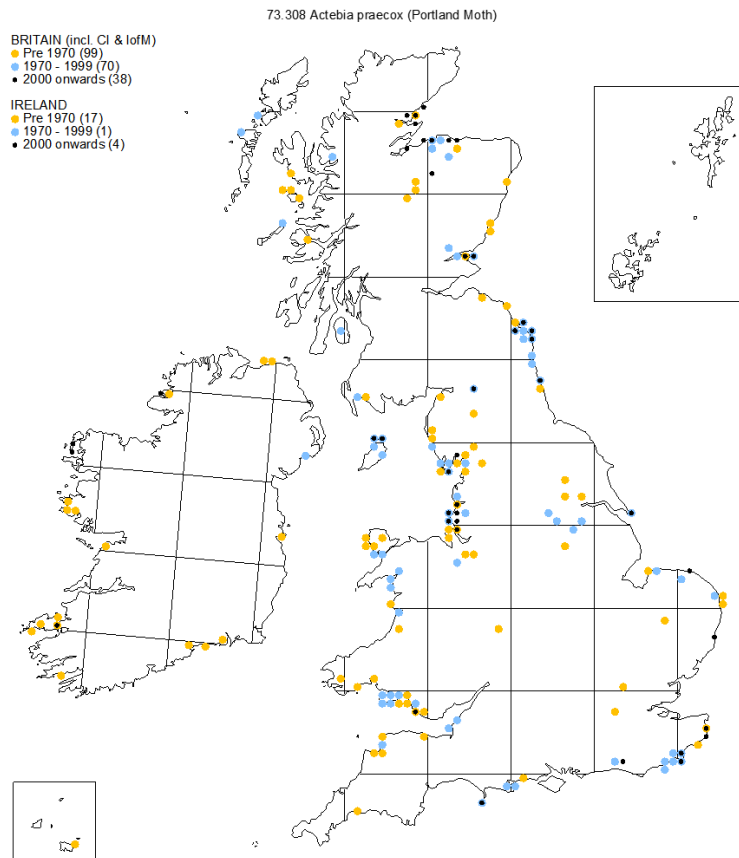 73.308 Actebia praecox (Portland Moth)
BRITAIN (incl. CI & IofM)
Pre 1970 (99)
1970 - 1999 (70)
2000 onwards (38)
IRELAND
Pre 1970 (17)
1970 - 1999 (1)
2000 onwards (4)